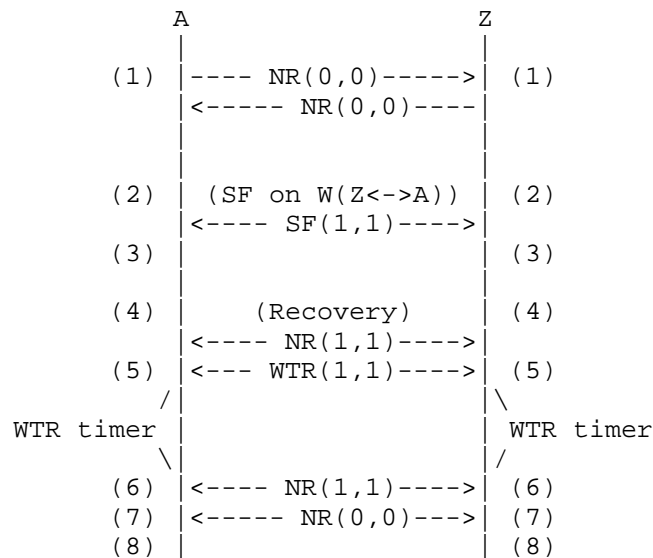 A Z
(1) |---- NR(0,0)----->| (1)
|<----- NR(0,0)----|
(2) | (SF on W(Z<->A)) | (2)
|<---- SF(1,1)---->|
(3) | | (3)
(4) | (Recovery) | (4)
|<---- NR(1,1)---->|
(5) |<--- WTR(1,1)---->| (5)
/| |\
WTR timer | | WTR timer
\| |/
(6) |<---- NR(1,1)---->| (6)
(7) |<----- NR(0,0)--->| (7)
(8) | | (8)